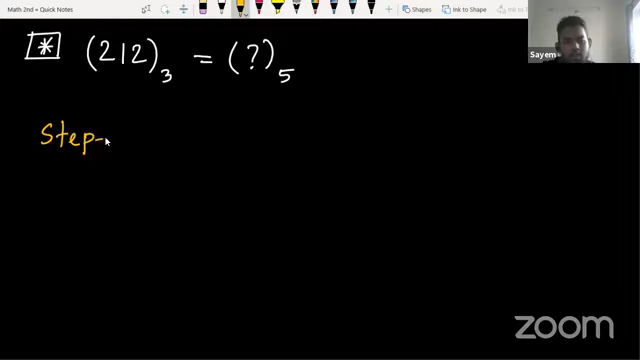 Math 2nd + Quick Notes
Shapes
Ink to Shape
Sayem
* (212)₃ = (?)₅
Step-
zoom